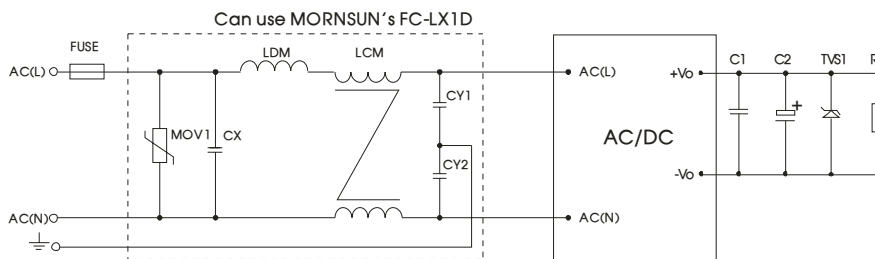 Can use MORNSUN's FC-LX1D
FUSE
LDM
LCM
C1
C2
TVS1
R
AC(L)
AC(L)
+Vo
CY1
+
MOV1
CX
AC/DC
CY2
-Vo
AC(N)
AC(N)